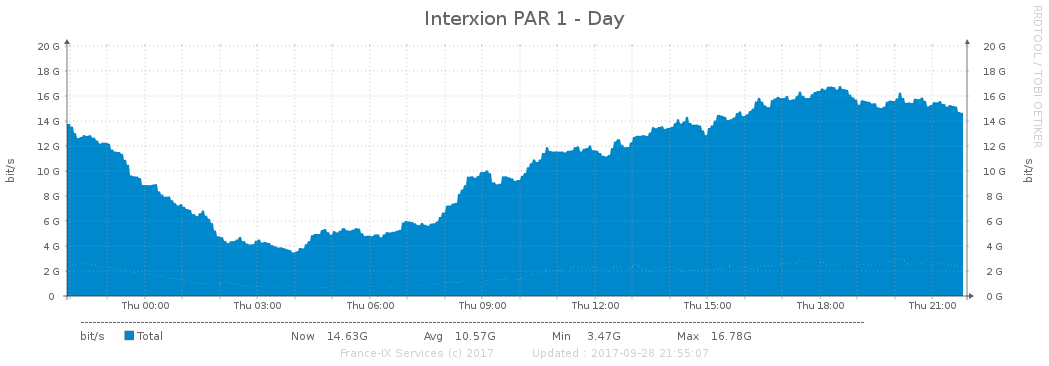 Interxion PAR 1 - Day
RRDTOOL / TOBI OETIKER
20 G 20 G
18 G 18 G
16 G 16 G
14 G 14 G
12 G 12 G
10 G 10 G
8 G 8 G
6 G 6 G
4 G 4 G
2 G 2 G
0 0 G
bit/s bit/s
Thu 00:00 Thu 03:00 Thu 06:00 Thu 09:00 Thu 12:00 Thu 15:00 Thu 18:00 Thu 21:00
bit/s Total Now 14.63G Avg 10.57G Min 3.47G Max 16.78G
France-IX Services (c) 2017 Updated : 2017-09-28 21:55:07